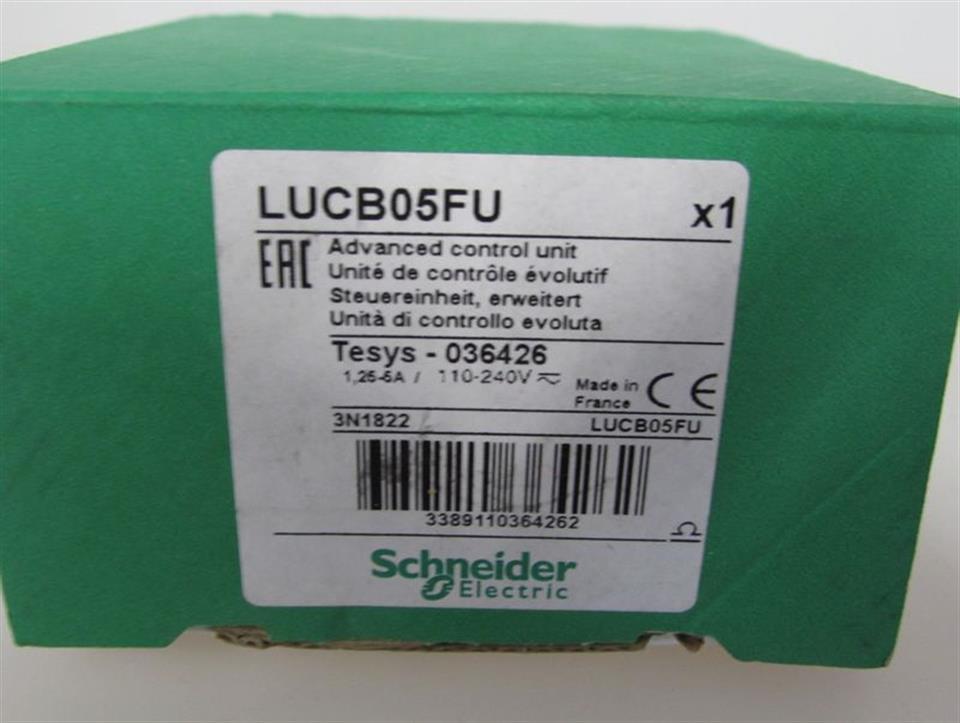 LUCB05FU x1
EAC Advanced control unit
Unité de contrôle évolutif
Steuereinheit, erweitert
Unità di controllo evoluta
Tesys - 036426
1,25-5A / 110-240V
Made in
France
CE
3N1822 LUCB05FU
3389110364262
Ω
Schneider
Electric